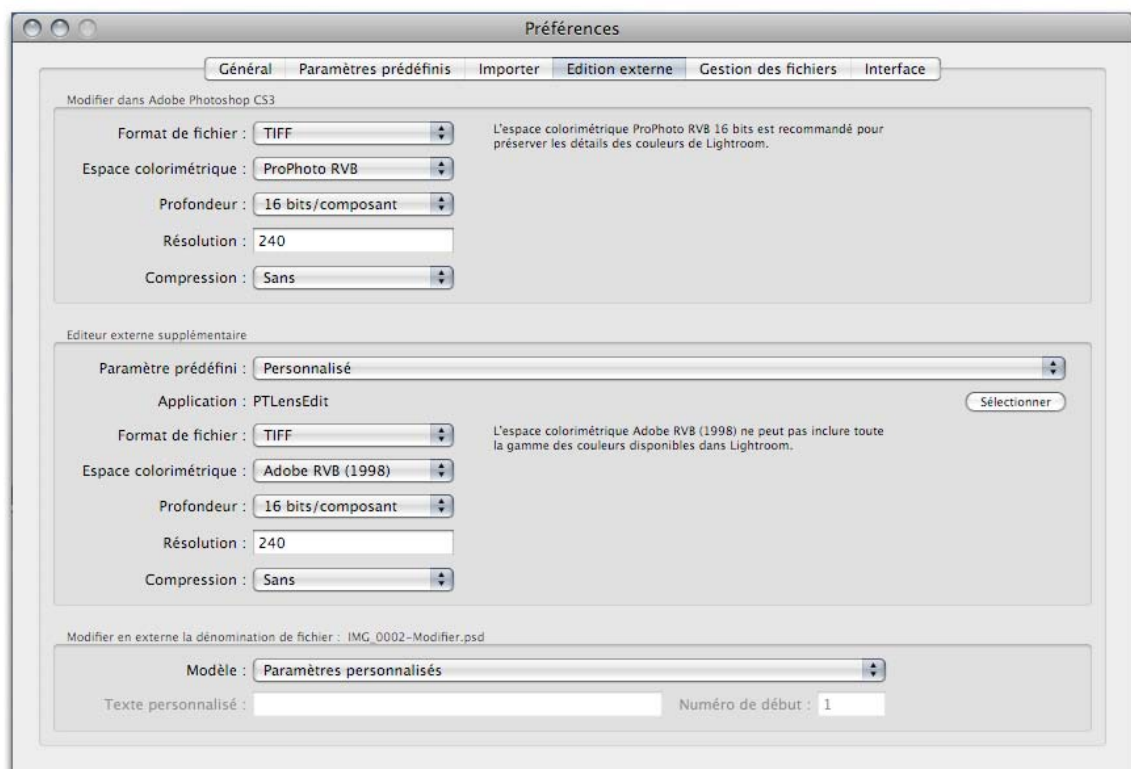 Préférences
Général Paramètres prédéfinis Importer Edition externe Gestion des fichiers Interface
Modifier dans Adobe Photoshop CS3
Format de fichier : TIFF
L'espace colorimétrique ProPhoto RVB 16 bits est recommandé pour
préserver les détails des couleurs de Lightroom.
Espace colorimétrique : ProPhoto RVB
Profondeur : 16 bits/composant
Résolution : 240
Compression : Sans
Editeur externe supplémentaire
Paramètre prédéfini : Personnalisé
Application : PTLensEdit Sélectionner
Format de fichier : TIFF
L'espace colorimétrique Adobe RVB (1998) ne peut pas inclure toute
la gamme des couleurs disponibles dans Lightroom.
Espace colorimétrique : Adobe RVB (1998)
Profondeur : 16 bits/composant
Résolution : 240
Compression : Sans
Modifier en externe la dénomination de fichier : IMG_0002-Modifier.psd
Modèle : Paramètres personnalisés
Texte personnalisé : Numéro de début : 1